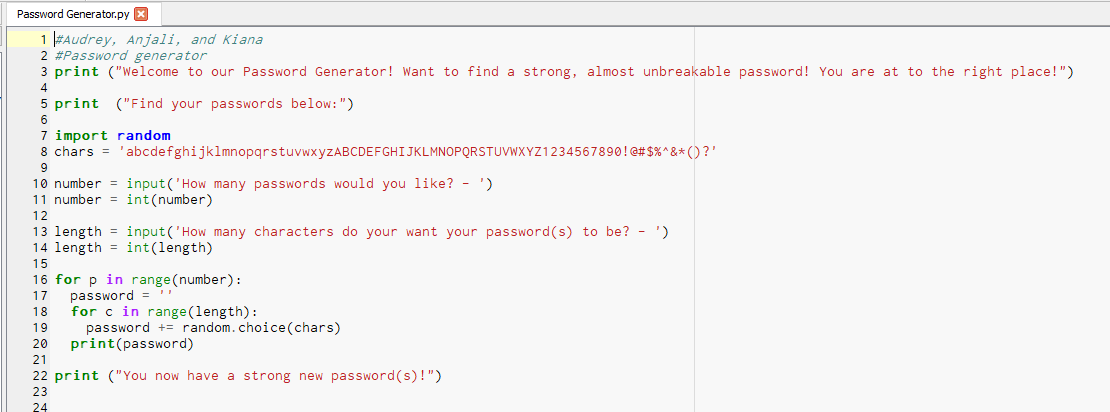 Password Generator.py
1 #Audrey, Anjali, and Kiana
2 #Password generator
3 print ("Welcome to our Password Generator! Want to find a strong, almost unbreakable password! You are at to the right place!")
4
5 print  ("Find your passwords below:")
6
7 import random
8 chars = 'abcdefghijklmnopqrstuvwxyzABCDEFGHIJKLMNOPQRSTUVWXYZ1234567890!@#$%^&*()?'
9
10 number = input('How many passwords would you like? - ')
11 number = int(number)
12
13 length = input('How many characters do your want your password(s) to be? - ')
14 length = int(length)
15
16 for p in range(number):
17   password = ''
18   for c in range(length):
19     password += random.choice(chars)
20   print(password)
21
22 print ("You now have a strong new password(s)!")
23
24